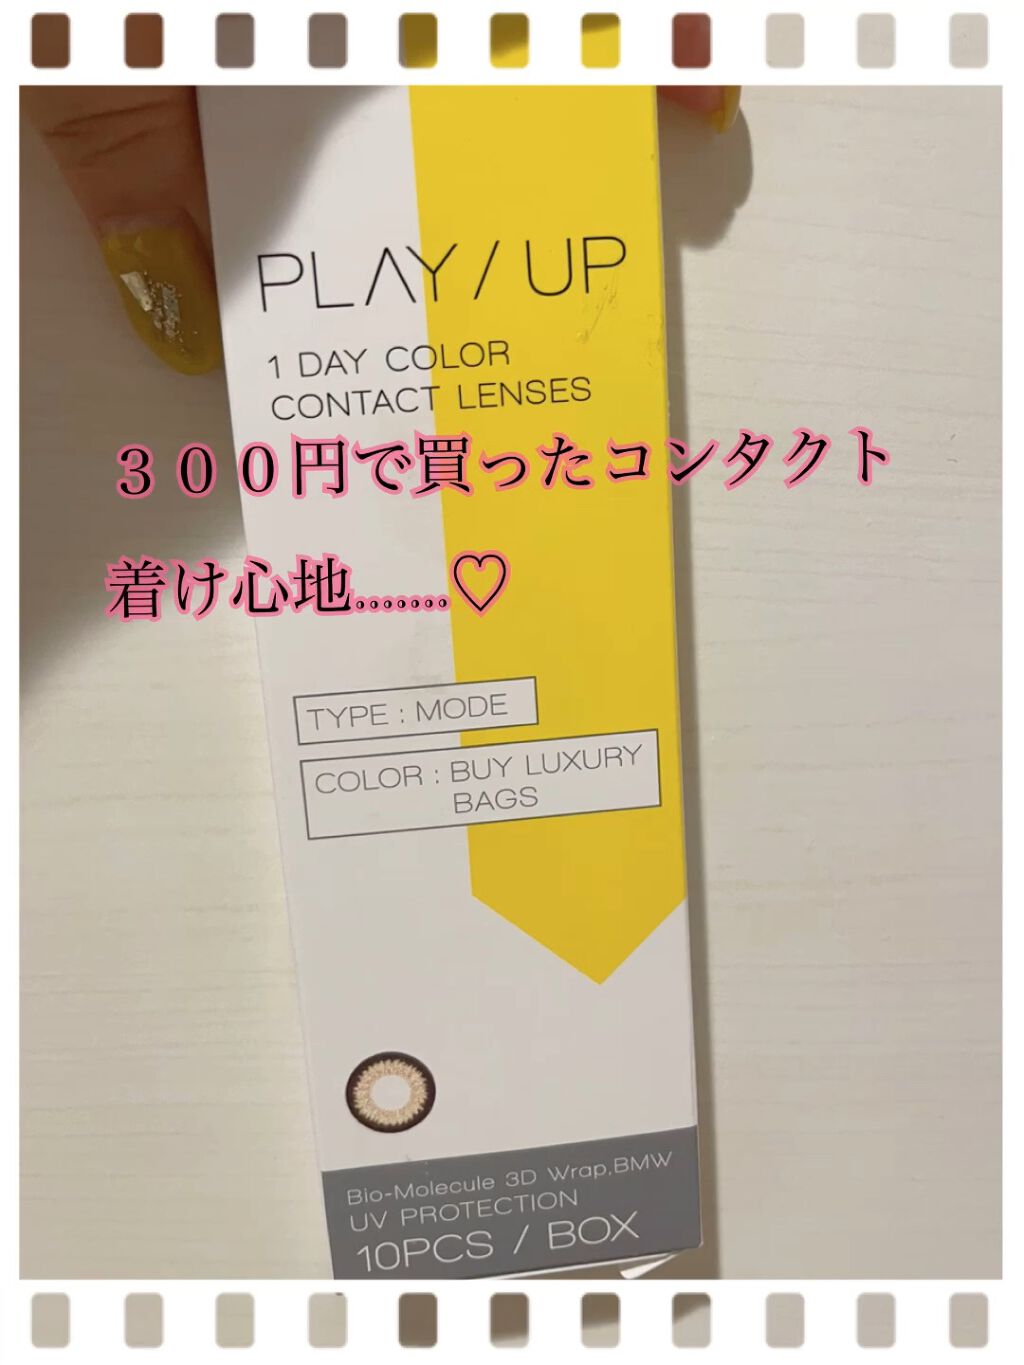 PLAY / UP
1 DAY COLOR
CONTACT LENSES
３００円で買ったコンタクト
着け心地.......♡
TYPE : MODE
COLOR : BUY LUXURY
BAGS
Bio-Molecule 3D Wrap.BMW
UV PROTECTION
10PCS / BOX